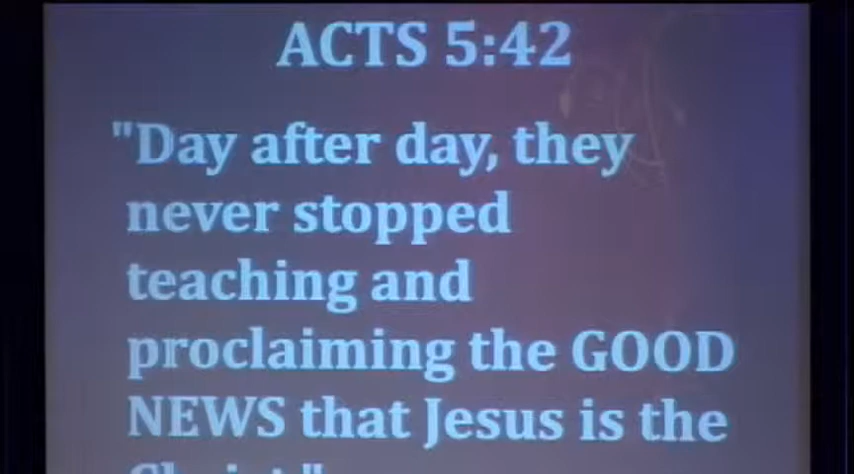 ACTS 5:42
"Day after day, they
never stopped
teaching and
proclaiming the GOOD
NEWS that Jesus is the
Christ."